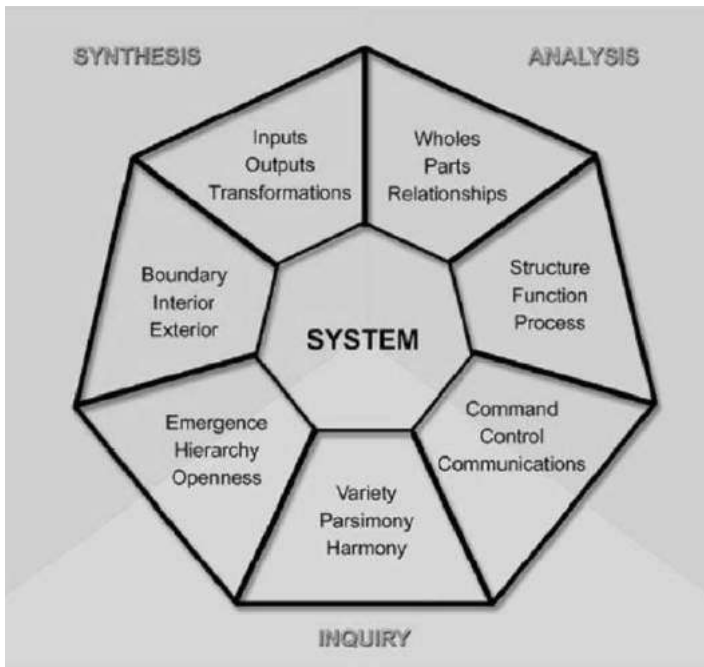 SYNTHESIS
ANALYSIS
Inputs
Outputs
Transformations
Wholes
Parts
Relationships
Boundary
Interior
Exterior
Structure
Function
Process
SYSTEM
Emergence
Hierarchy
Openness
Command
Control
Communications
Variety
Parsimony
Harmony
INQUIRY